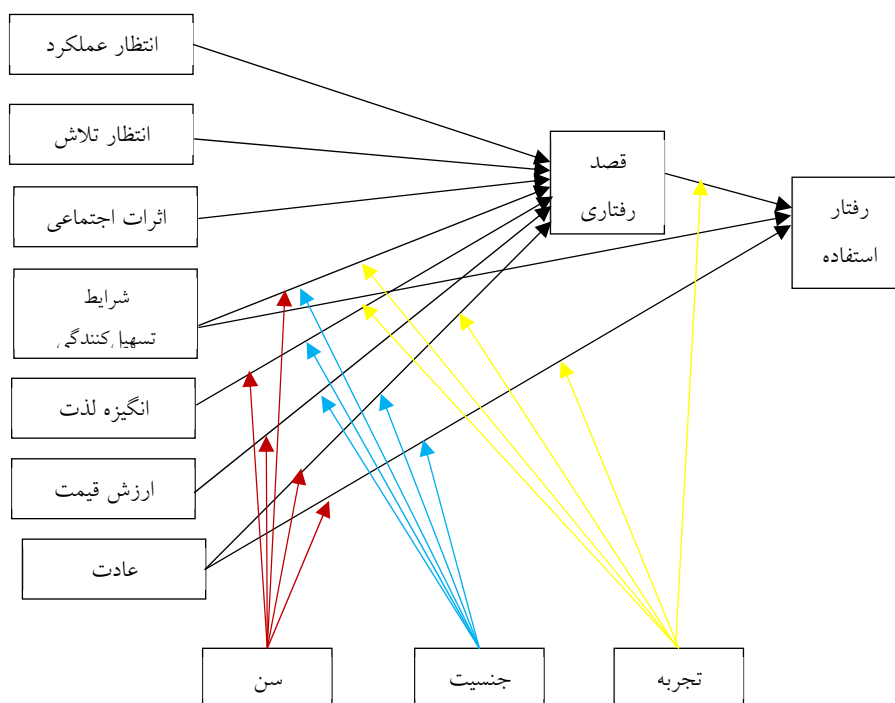 انتظار عملکرد
انتظار تلاش
اثرات اجتماعی
شرایط
تسهیل‌کنندگی
انگیزه لذت
ارزش قیمت
عادت
قصد
رفتاری
رفتار
استفاده
سن
جنسیت
تجربه